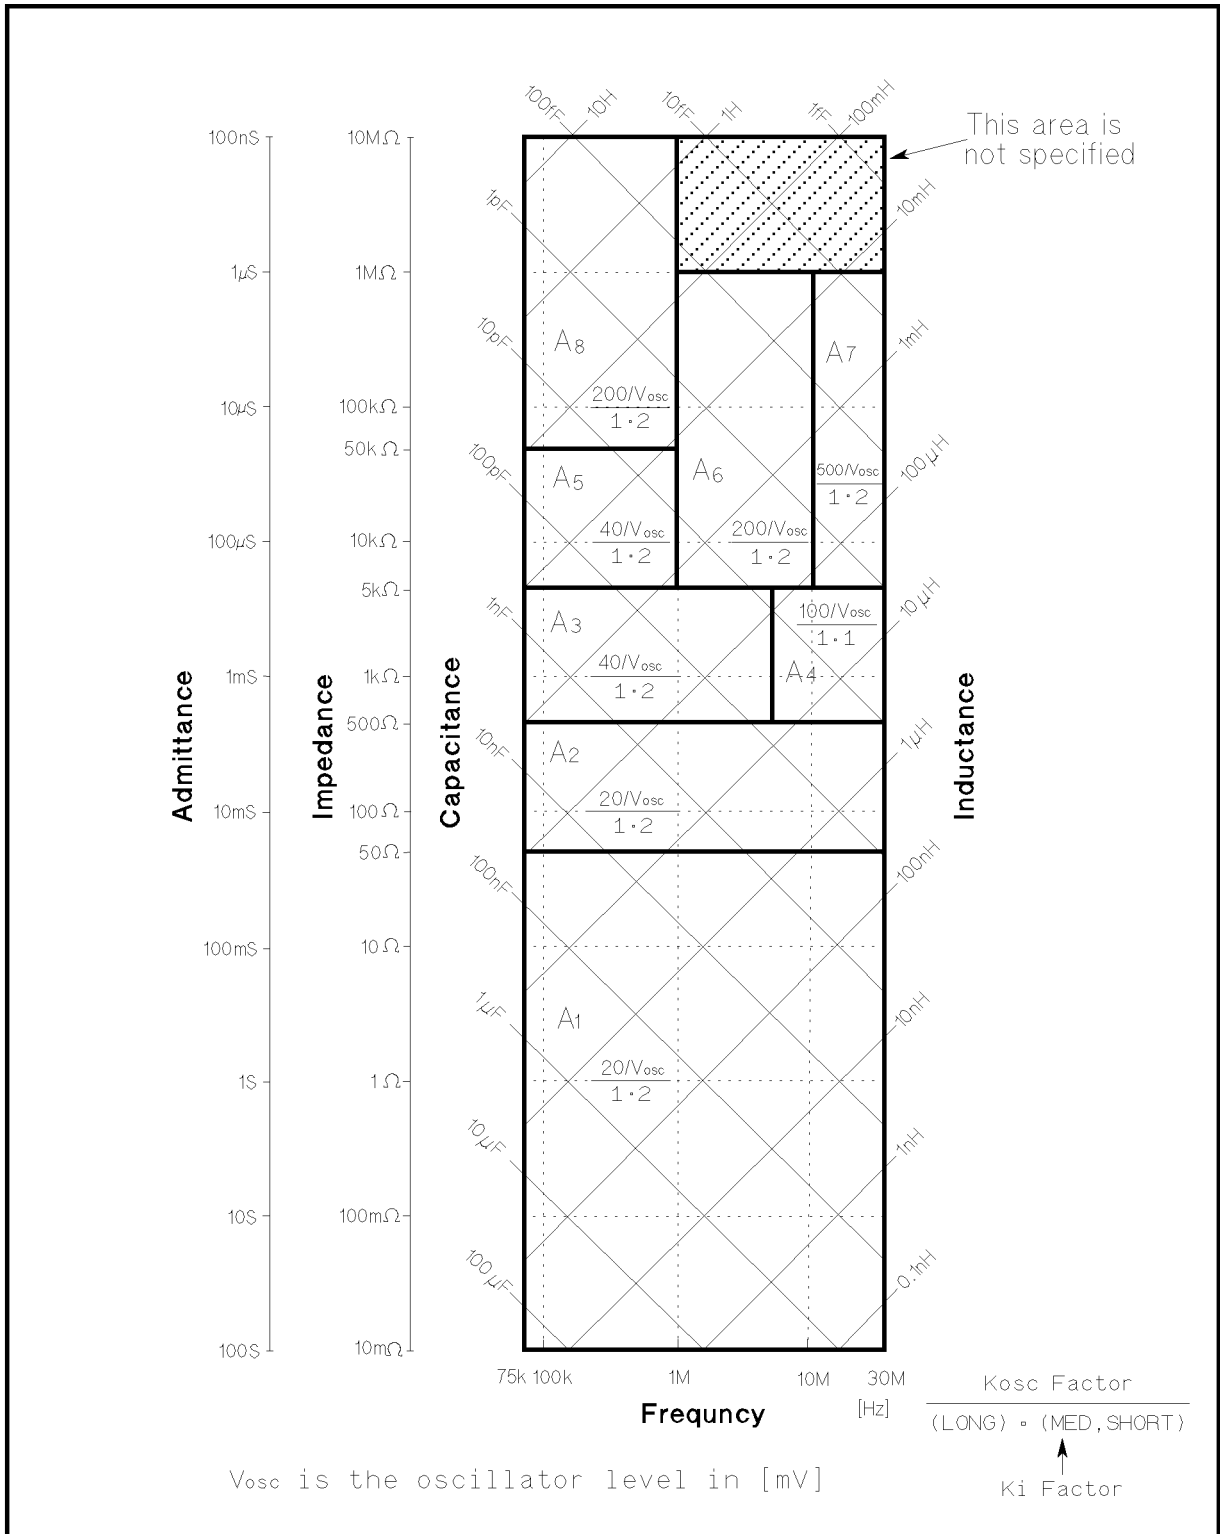 100fF 10H 10fF 1H 1fF 100mH
This area is
not specified
100nS 10MΩ
1pF 10mH
1μS 1MΩ
10pF A8 A7 1mH
200/Vosc
1·2
10μS 100kΩ
50kΩ
100pF A5 A6 500/Vosc 100μH
1·2
40/Vosc 200/Vosc
1·2 1·2
100μS 10kΩ
5kΩ
1nF A3 100/Vosc 10μH
1·1
40/Vosc A4
1·2
1mS 1kΩ
500Ω
Admittance
Impedance
Capacitance
Inductance
10nF A2 1μH
20/Vosc
1·2
10mS 100Ω
50Ω
100nF 100nH
100mS 10Ω
1μF A1 10nH
20/Vosc
1·2
1S 1Ω
10μF 1nH
10S 100mΩ
100μF 0.1nH
100S 10mΩ
75k 100k 1M 10M 30M
Frequncy [Hz]
Kosc Factor
(LONG) · (MED,SHORT)
Ki Factor
Vosc is the oscillator level in [mV]